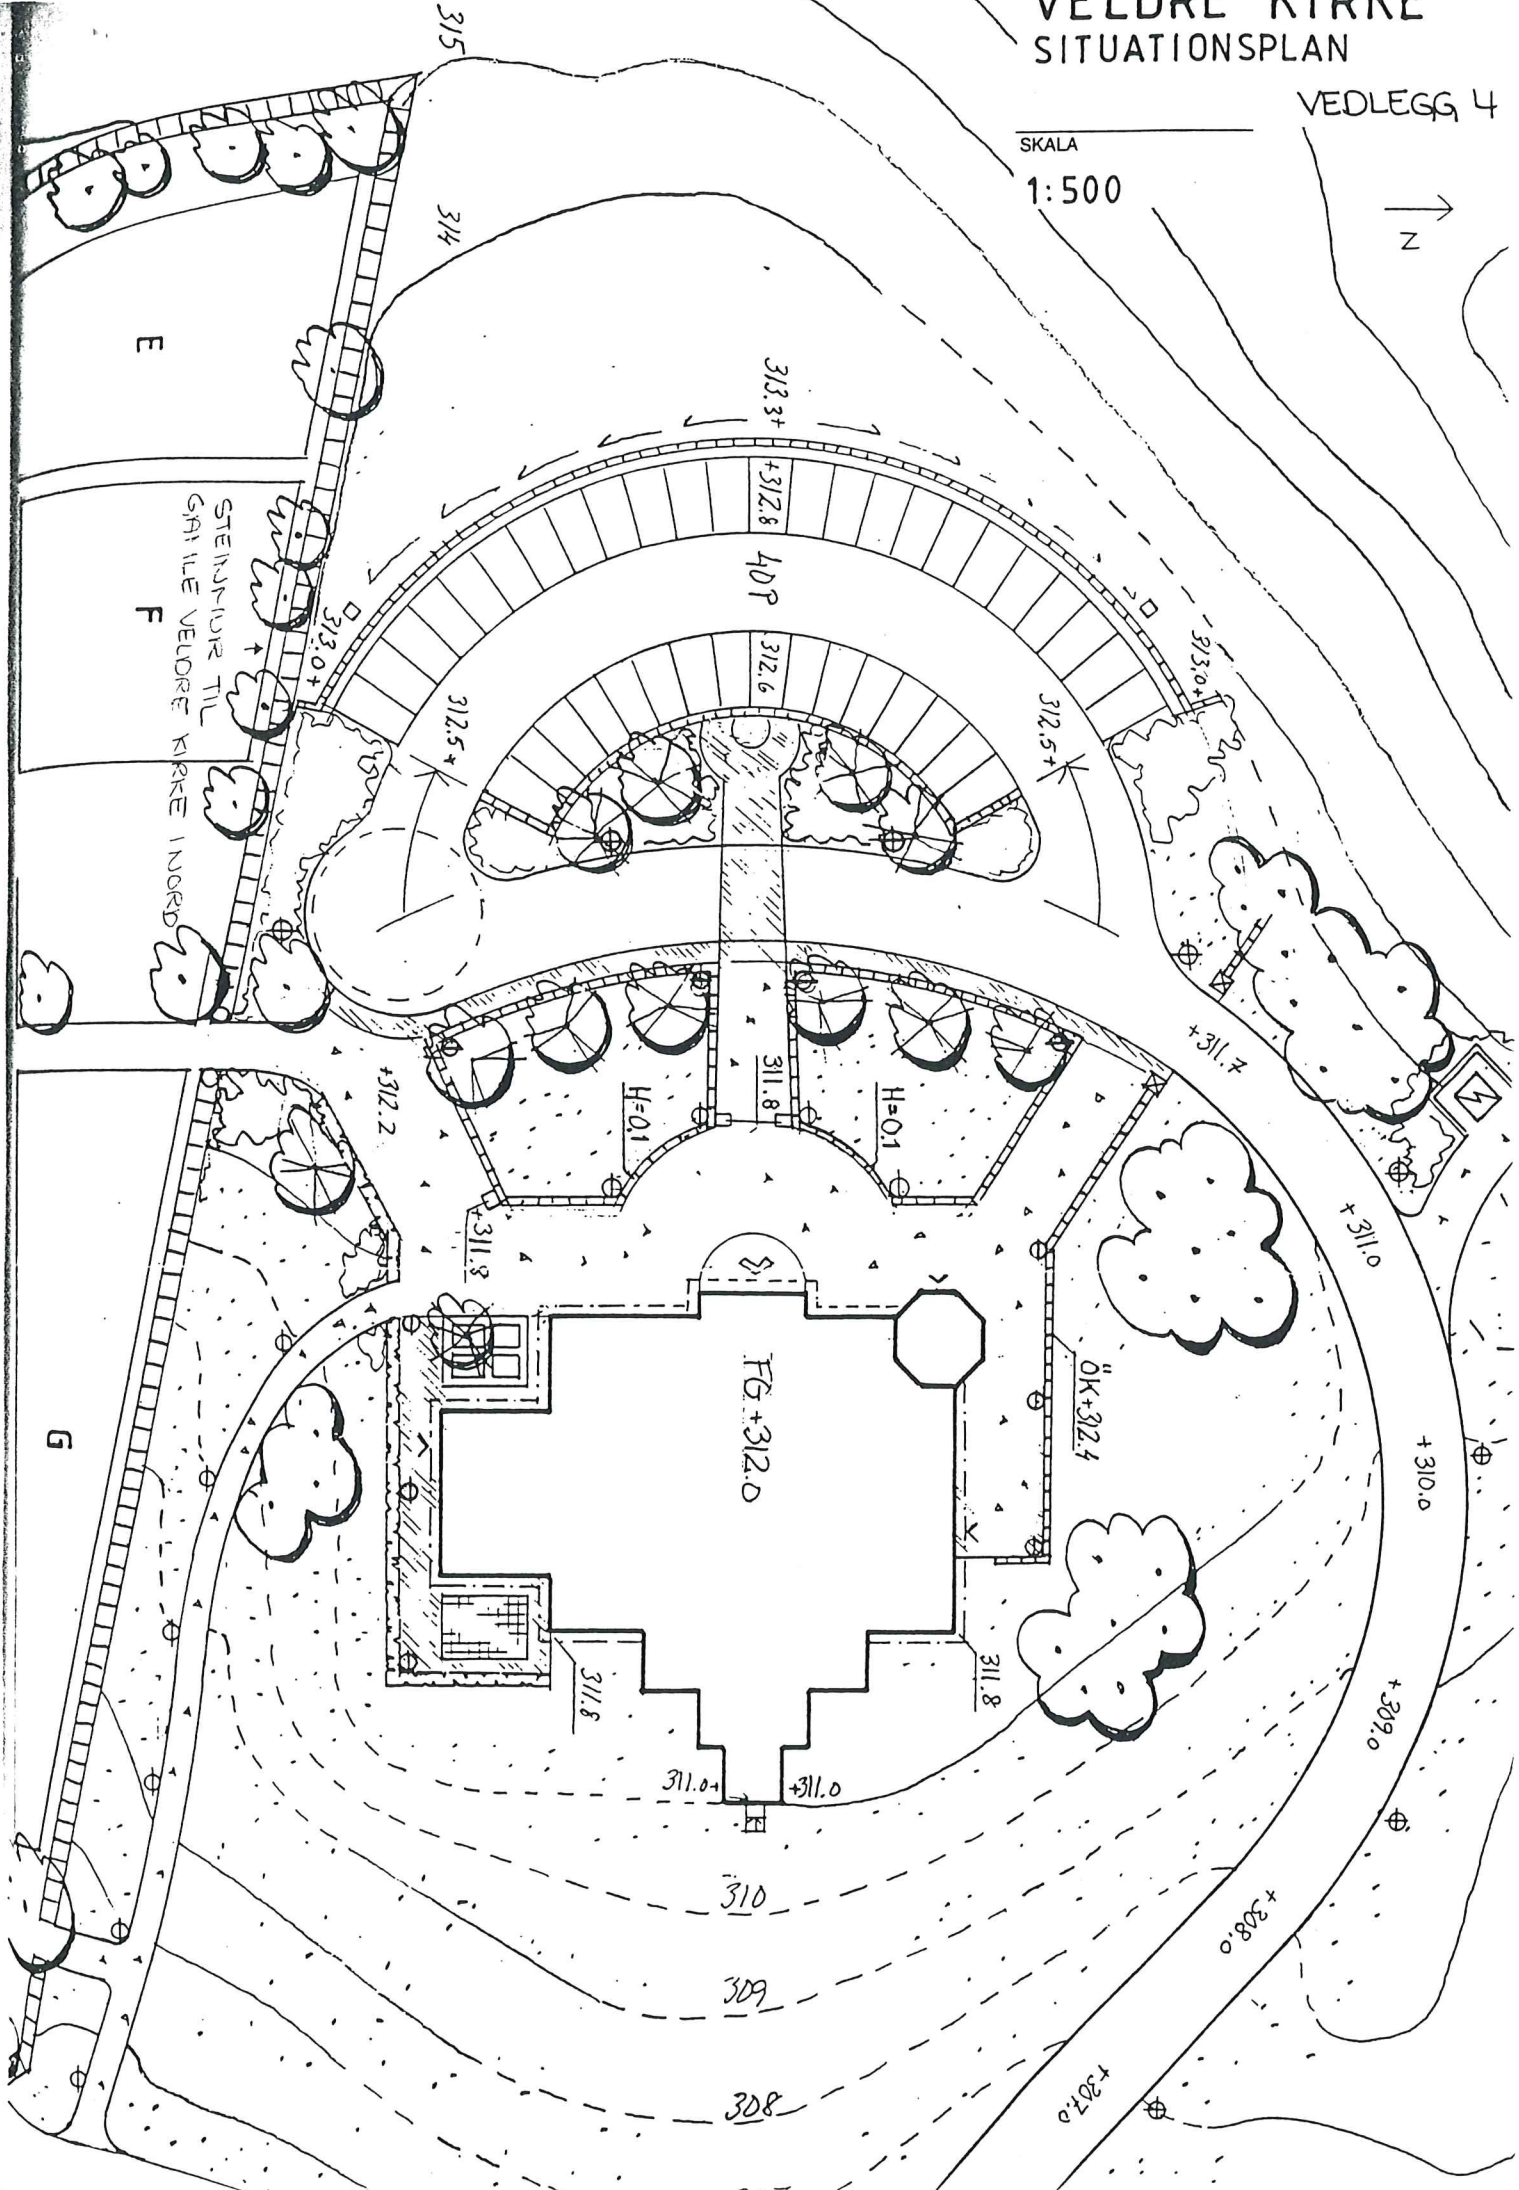 VELDRE KIRKE
SITUATIONSPLAN
VEDLEGG 4
SKALA
1:500
N
315
314
E
313.3+
+312.8
40P
312.6
STEINMUR TIL
GAMLE VELDRE KIRKE I NORD
F
313.0+
313.0+
312.5+
312.5+
+311.7
+312.2
H=0.1
311.8
H=0.1
+311.8
+311.0
FG +312.0
ÖK+312.4
G
+310.0
311.8
311.8
+309.0
311.0+
+311.0
310
+308.0
309
308
+307.0